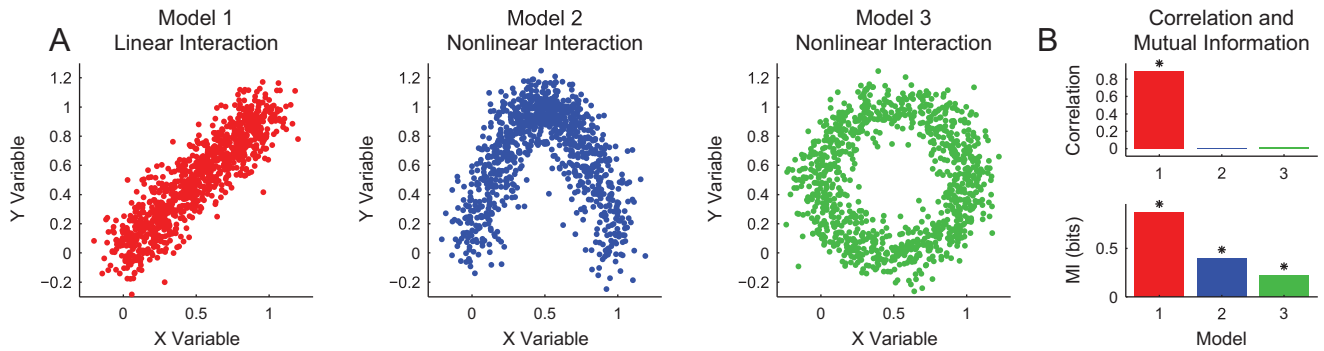 A
Model 1
Linear Interaction
1.2
1
0.8
0.6
0.4
0.2
0
−0.2
Y Variable
0
0.5
1
X Variable
Model 2
Nonlinear Interaction
1.2
1
0.8
0.6
0.4
0.2
0
−0.2
Y Variable
0
0.5
1
X Variable
Model 3
Nonlinear Interaction
1.2
1
0.8
0.6
0.4
0.2
0
−0.2
Y Variable
0
0.5
1
X Variable
B
Correlation and
Mutual Information
*
0.8
0.6
0.4
0.2
0
Correlation
1
2
3
*
*
*
0.5
0
MI (bits)
1
2
3
Model